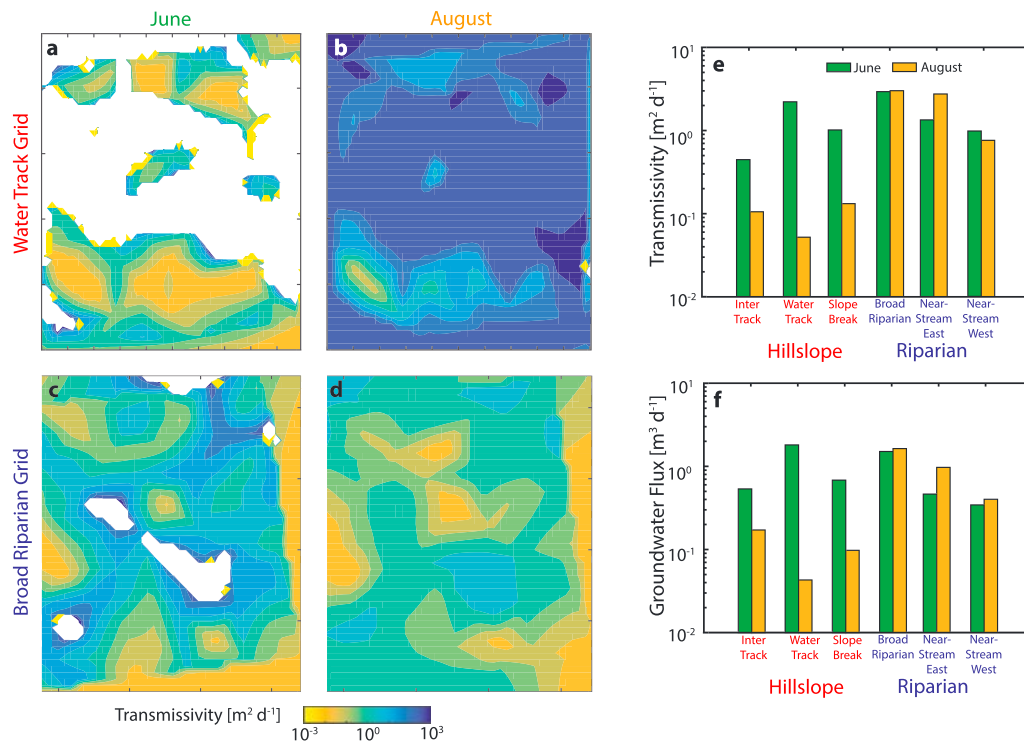 June
August
Water Track Grid
a
b
Broad Riparian Grid
c
d
Transmissivity [m² d⁻¹]
10⁻³
10⁰
10³
e
June
August
Transmissivity [m² d⁻¹]
10¹
10⁰
10⁻¹
10⁻²
Inter Track
Water Track
Slope Break
Broad Riparian
Near-Stream East
Near-Stream West
Hillslope
Riparian
f
Groundwater Flux [m³ d⁻¹]
10¹
10⁰
10⁻¹
10⁻²
Inter Track
Water Track
Slope Break
Broad Riparian
Near-Stream East
Near-Stream West
Hillslope
Riparian